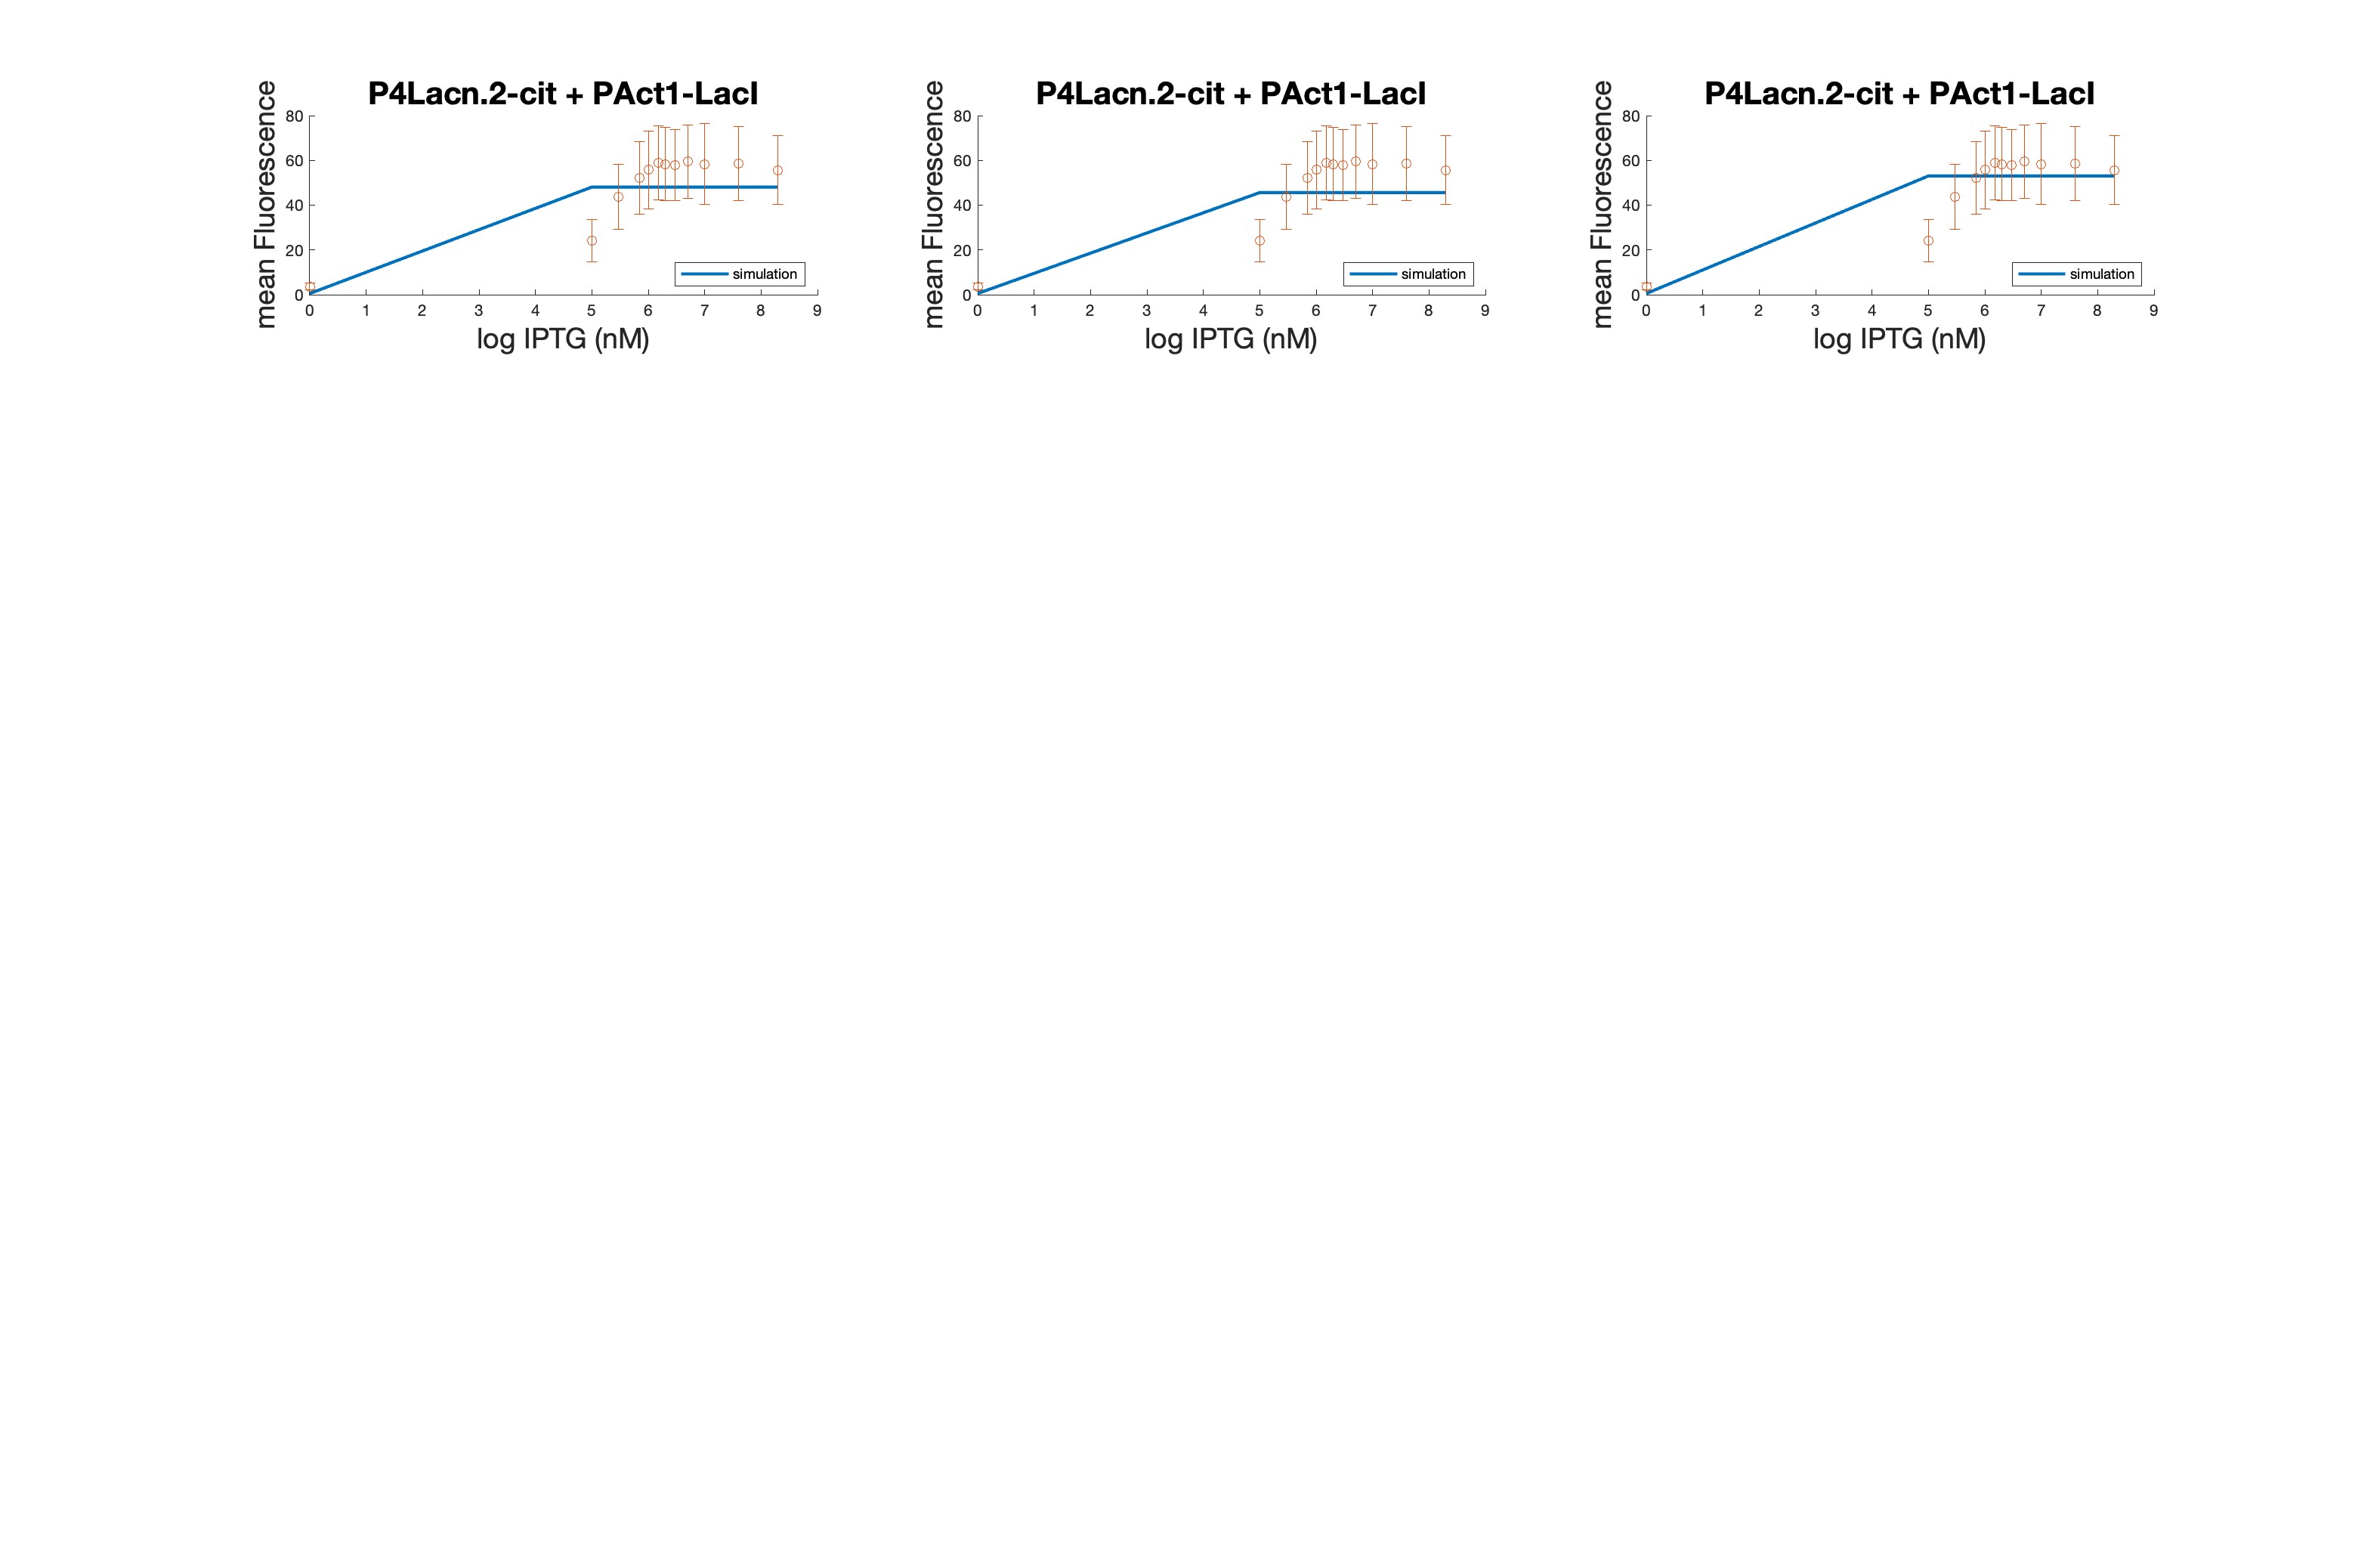 P4Lacn.2-cit + PAct1-LacI
mean Fluorescence
80
60
40
20
0
simulation
0 1 2 3 4 5 6 7 8 9
log IPTG (nM)
P4Lacn.2-cit + PAct1-LacI
mean Fluorescence
80
60
40
20
0
simulation
0 1 2 3 4 5 6 7 8 9
log IPTG (nM)
P4Lacn.2-cit + PAct1-LacI
mean Fluorescence
80
60
40
20
0
simulation
0 1 2 3 4 5 6 7 8 9
log IPTG (nM)